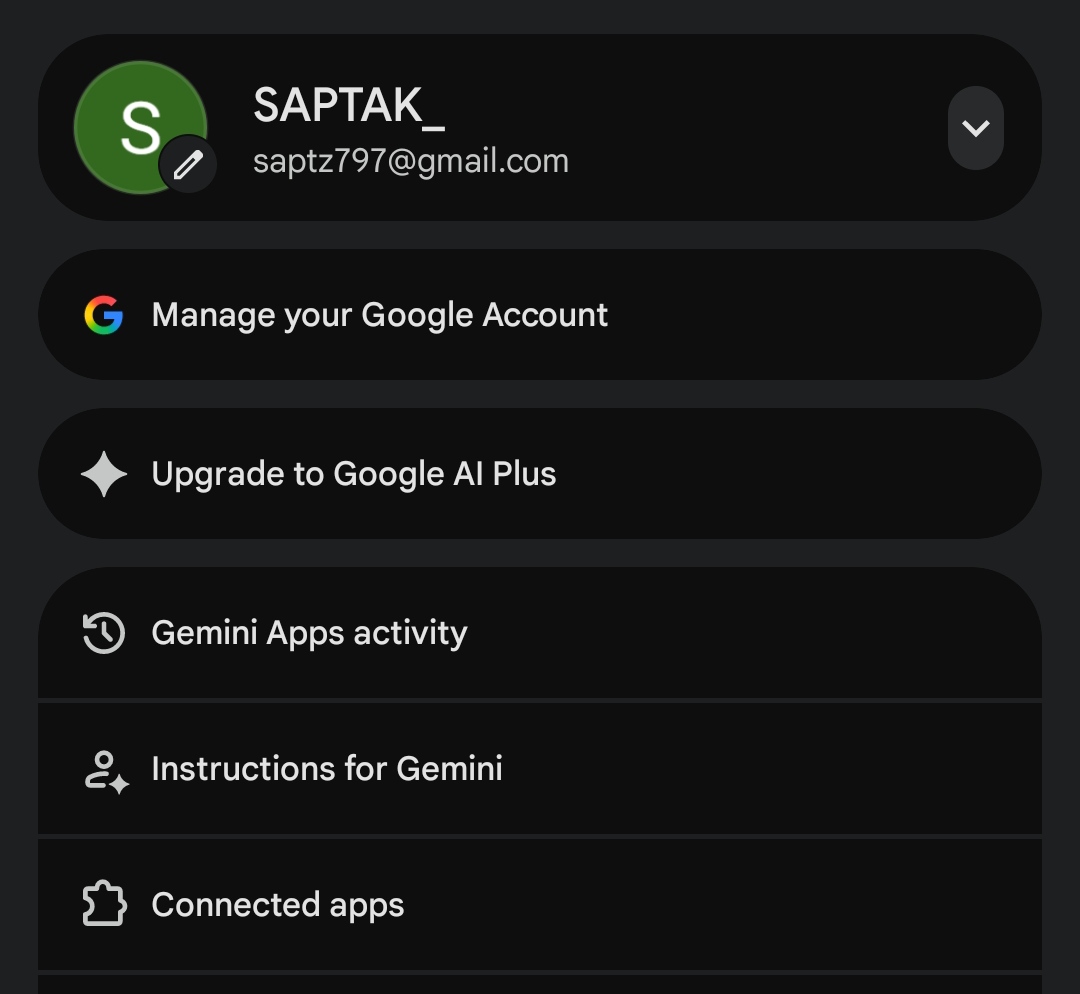 S
SAPTAK_
saptz797@gmail.com
Manage your Google Account
Upgrade to Google AI Plus
Gemini Apps activity
Instructions for Gemini
Connected apps